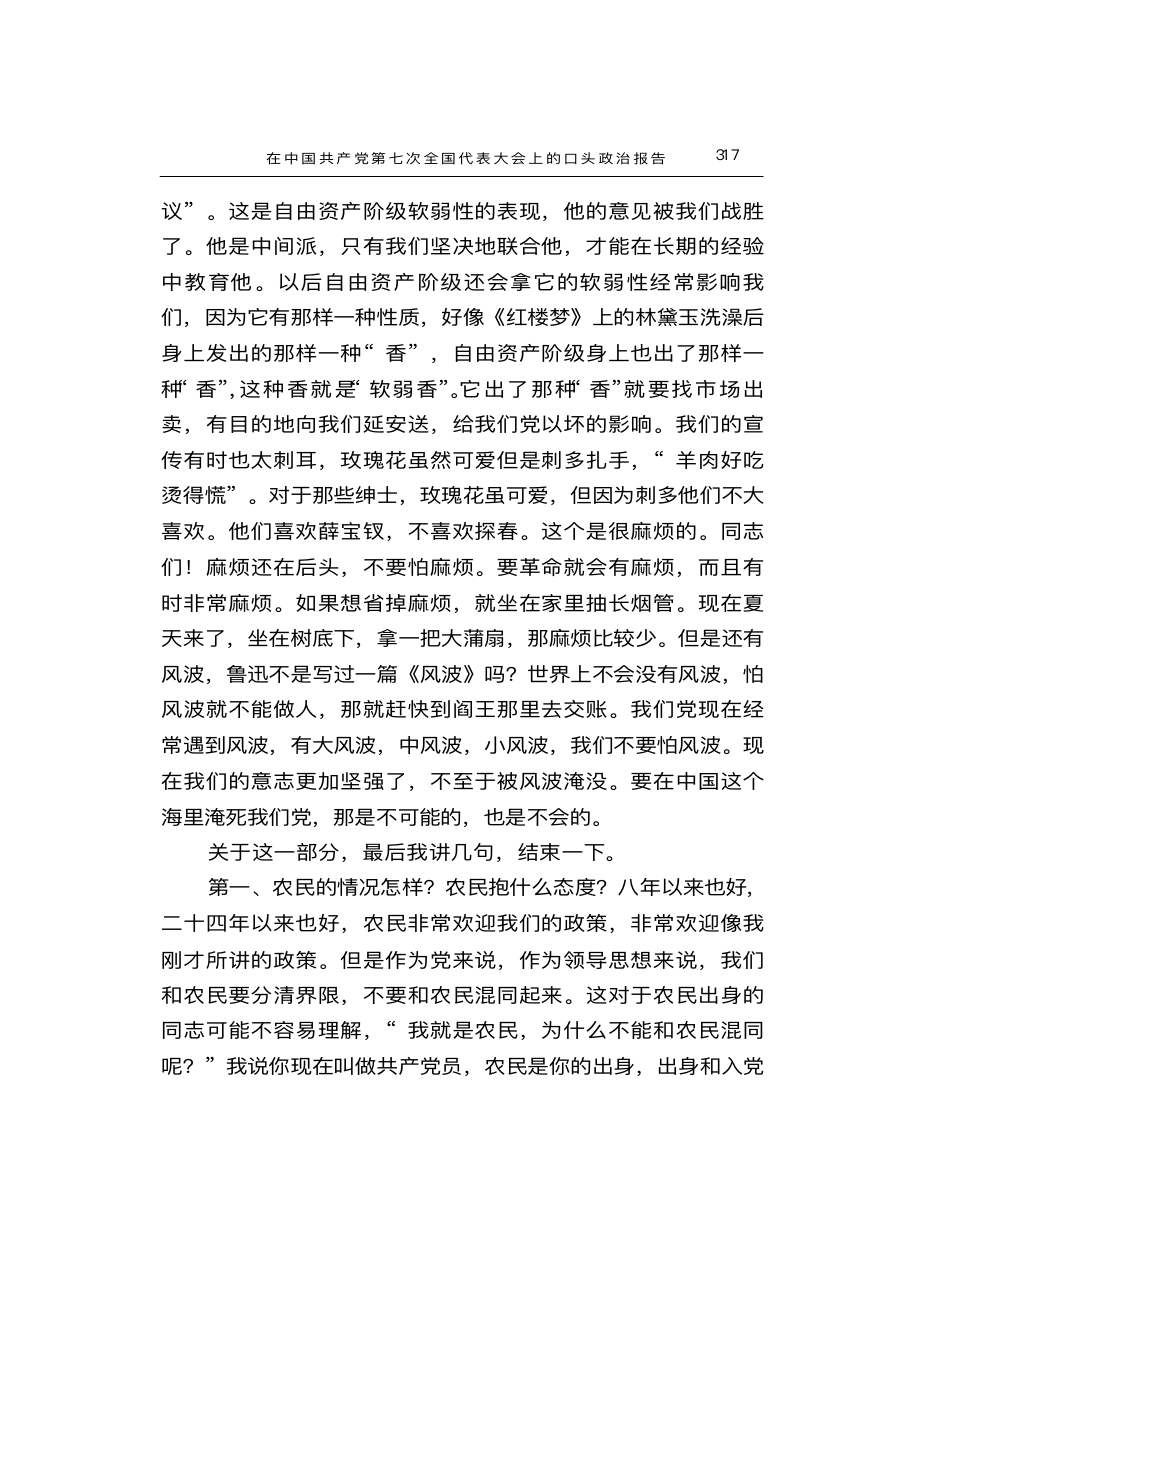 在中国共产党第七次全国代表大会上的口头政治报告 317
议”。这是自由资产阶级软弱性的表现，他的意见被我们战胜
了。他是中间派，只有我们坚决地联合他，才能在长期的经验
中教育他。以后自由资产阶级还会拿它的软弱性经常影响我
们，因为它有那样一种性质，好像《红楼梦》上的林黛玉洗澡后
身上发出的那样一种“香”，自由资产阶级身上也出了那样一
种“香”，这种香就是“软弱香”。它出了那种“香”就要找市场出
卖，有目的地向我们延安送，给我们党以坏的影响。我们的宣
传有时也太刺耳，玫瑰花虽然可爱但是刺多扎手，“羊肉好吃
烫得慌”。对于那些绅士，玫瑰花虽可爱，但因为刺多他们不大
喜欢。他们喜欢薛宝钗，不喜欢探春。这个是很麻烦的。同志
们！麻烦还在后头，不要怕麻烦。要革命就会有麻烦，而且有
时非常麻烦。如果想省掉麻烦，就坐在家里抽长烟管。现在夏
天来了，坐在树底下，拿一把大蒲扇，那麻烦比较少。但是还有
风波，鲁迅不是写过一篇《风波》吗？世界上不会没有风波，怕
风波就不能做人，那就赶快到阎王那里去交账。我们党现在经
常遇到风波，有大风波，中风波，小风波，我们不要怕风波。现
在我们的意志更加坚强了，不至于被风波淹没。要在中国这个
海里淹死我们党，那是不可能的，也是不会的。
关于这一部分，最后我讲几句，结束一下。
第一、农民的情况怎样？农民抱什么态度？八年以来也好，
二十四年以来也好，农民非常欢迎我们的政策，非常欢迎像我
刚才所讲的政策。但是作为党来说，作为领导思想来说，我们
和农民要分清界限，不要和农民混同起来。这对于农民出身的
同志可能不容易理解，“我就是农民，为什么不能和农民混同
呢？”我说你现在叫做共产党员，农民是你的出身，出身和入党